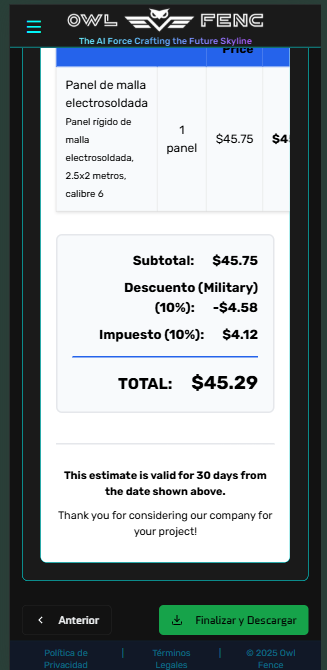 OWL FENC
The AI Force Crafting the Future Skyline
Price
Panel de malla
electrosoldada
Panel rígido de
malla
electrosoldada,
2.5x2 metros,
calibre 6
1
panel
$45.75
Subtotal: $45.75
Descuento (Military)
(10%): -$4.58
Impuesto (10%): $4.12
TOTAL: $45.29
This estimate is valid for 30 days from
the date shown above.
Thank you for considering our company for
your project!
Anterior
Finalizar y Descargar
Política de
Privacidad
|
Términos
Legales
|
© 2025 Owl
Fence